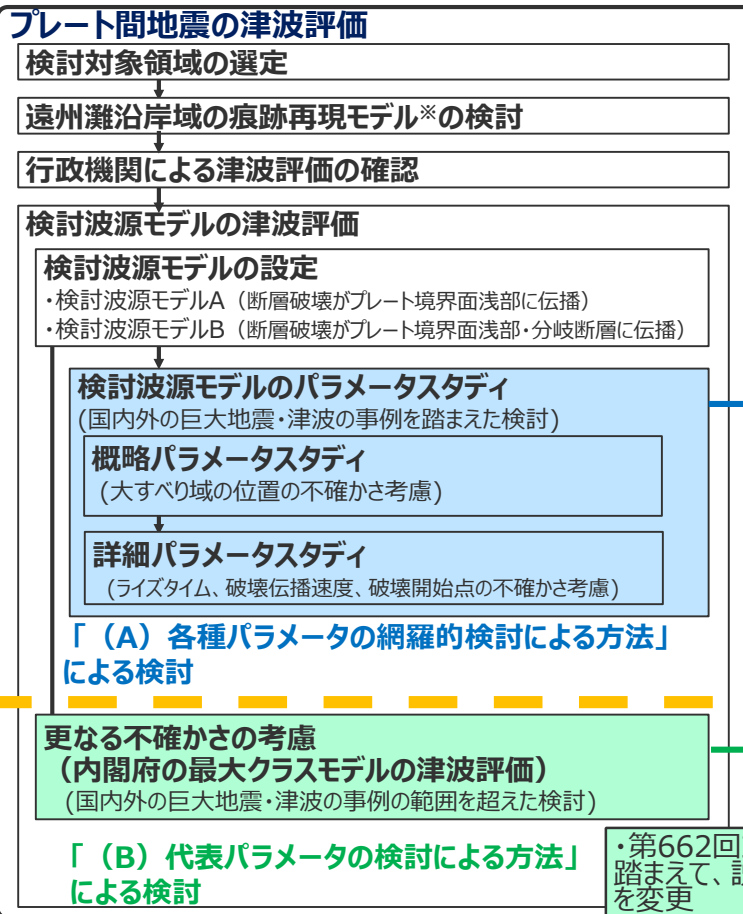 プレート間地震の津波評価
検討対象領域の選定
遠州灘沿岸域の痕跡再現モデル※の検討
行政機関による津波評価の確認
検討波源モデルの津波評価
検討波源モデルの設定
・検討波源モデルA（断層破壊がプレート境界面浅部に伝播）
・検討波源モデルB（断層破壊がプレート境界面浅部・分岐断層に伝播）
検討波源モデルのパラメータスタディ
(国内外の巨大地震・津波の事例を踏まえた検討)
概略パラメータスタディ
(大すべり域の位置の不確かさ考慮)
詳細パラメータスタディ
(ライズタイム、破壊伝播速度、破壊開始点の不確かさ考慮)
「（A）各種パラメータの網羅的検討による方法」
による検討
更なる不確かさの考慮
（内閣府の最大クラスモデルの津波評価）
(国内外の巨大地震・津波の事例の範囲を超えた検討)
「（B）代表パラメータの検討による方法」
による検討
・第662回
踏まえて、
を変更